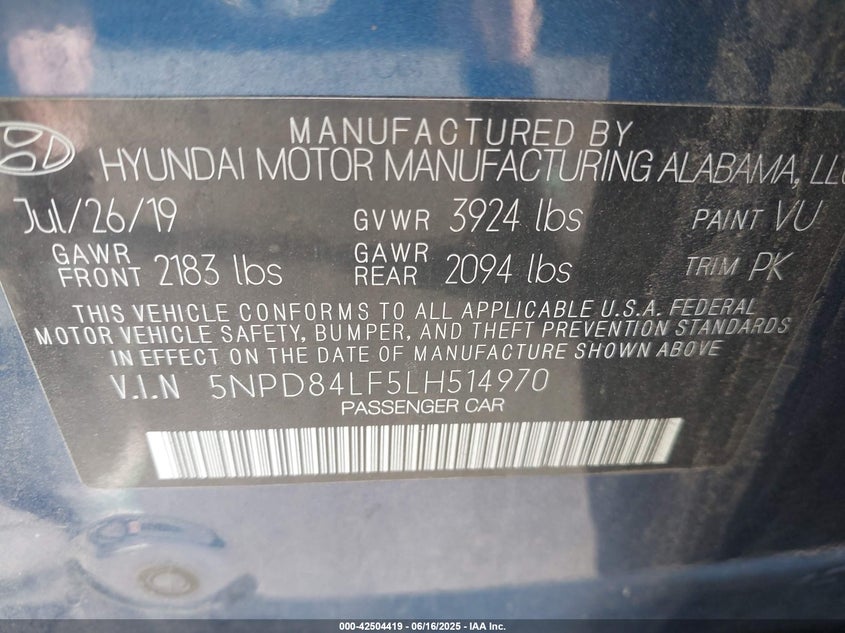 MANUFACTURED BY
HYUNDAI MOTOR MANUFACTURING ALABAMA, LLC
Jul/26/19 GVWR 3924 lbs PAINT VU
GAWR FRONT 2183 lbs GAWR REAR 2094 lbs TRIM PK
THIS VEHICLE CONFORMS TO ALL APPLICABLE U.S.A. FEDERAL
MOTOR VEHICLE SAFETY, BUMPER, AND THEFT PREVENTION STANDARDS
IN EFFECT ON THE DATE OF MANUFACTURE SHOWN ABOVE
V.I.N 5NPD84LF5LH514970
PASSENGER CAR
000-42504419 - 06/16/2025 - IAA Inc.